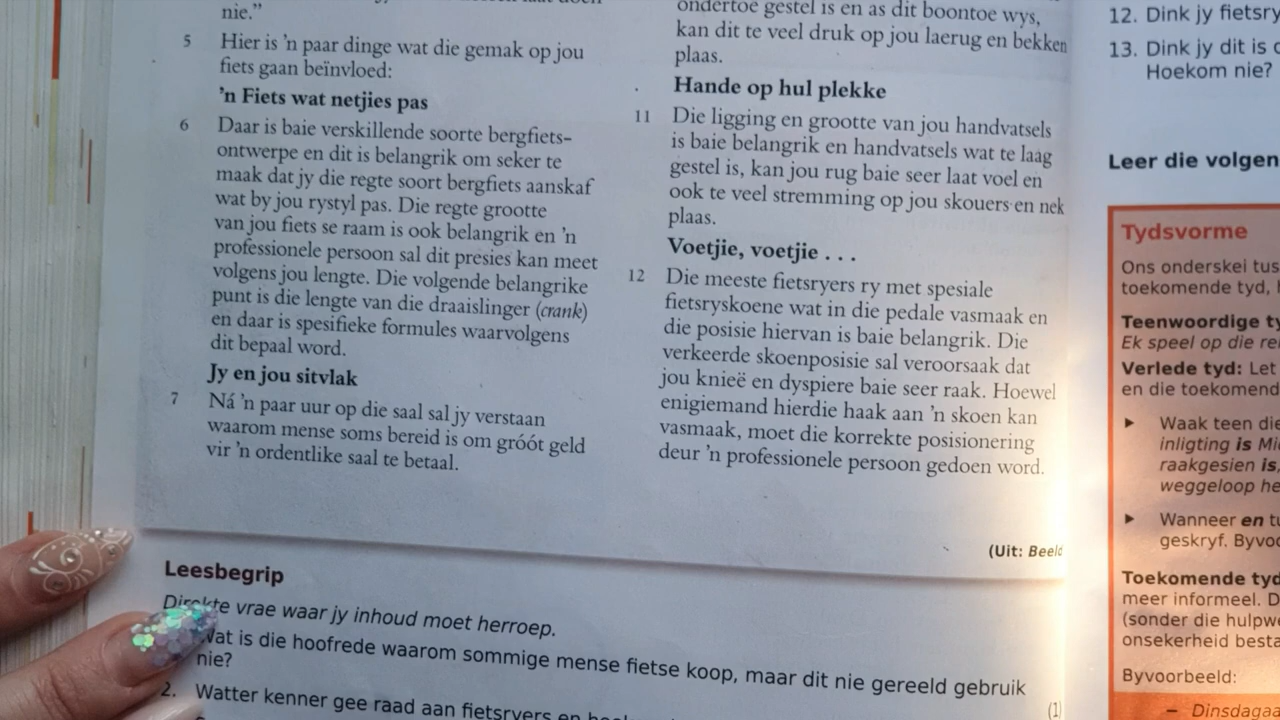 nie.”
5 Hier is ’n paar dinge wat die gemak op jou
fiets gaan beïnvloed:
’n Fiets wat netjies pas
6 Daar is baie verskillende soorte bergfiets–
ontwerpe en dit is belangrik om seker te
maak dat jy die regte soort bergfiets aanskaf
wat by jou rystyl pas. Die regte grootte
van jou fiets se raam is ook belangrik en ’n
professionele persoon sal dit presies kan meet
volgens jou lengte. Die volgende belangrike
punt is die lengte van die draaislinger (crank)
en daar is spesifieke formules waarvolgens
dit bepaal word.
Jy en jou sitvlak
7 Ná ’n paar uur op die saal sal jy verstaan
waarom mense soms bereid is om gróót geld
vir ’n ordentlike saal te betaal.
ondertoe gestel is en as dit boontoe wys,
kan dit te veel druk op jou laerug en bekken
plaas.
Hande op hul plekke
11 Die ligging en grootte van jou handvatsels
is baie belangrik en handvatsels wat te laag
gestel is, kan jou rug baie seer laat voel en
ook te veel stremming op jou skouers en nek
plaas.
Voetjie, voetjie . . .
12 Die meeste fietsryers ry met spesiale
fietsryskoene wat in die pedale vasmaak en
die posisie hiervan is baie belangrik. Die
verkeerde skoenposisie sal veroorsaak dat
jou knieë en dyspiere baie seer raak. Hoewel
enigiemand hierdie haak aan ’n skoen kan
vasmaak, moet die korrekte posisionering
deur ’n professionele persoon gedoen word.
(Uit: Beeld
Leesbegrip
Direkte vrae waar jy inhoud moet herroep.
Wat is die hoofrede waarom sommige mense fietse koop, maar dit nie gereeld gebruik
nie?
(1)
2. Watter kenner gee raad aan fietsryers en
12. Dink jy fietsry
13. Dink jy dit is
Hoekom nie?
Leer die volgen
Tydsvorme
Ons onderskei tus
toekomende tyd,
Teenwoordige ty
Ek speel op die re
Verlede tyd: Let
en die toekomend
► Waak teen die
inligting is Mi
raakgesien is,
weggeloop he
► Wanneer en tu
geskryf. Byvoo
Toekomende tyd
meer informeel. D
(sonder die hulpwe
onsekerheid besta
Byvoorbeeld:
– Dinsdagaa